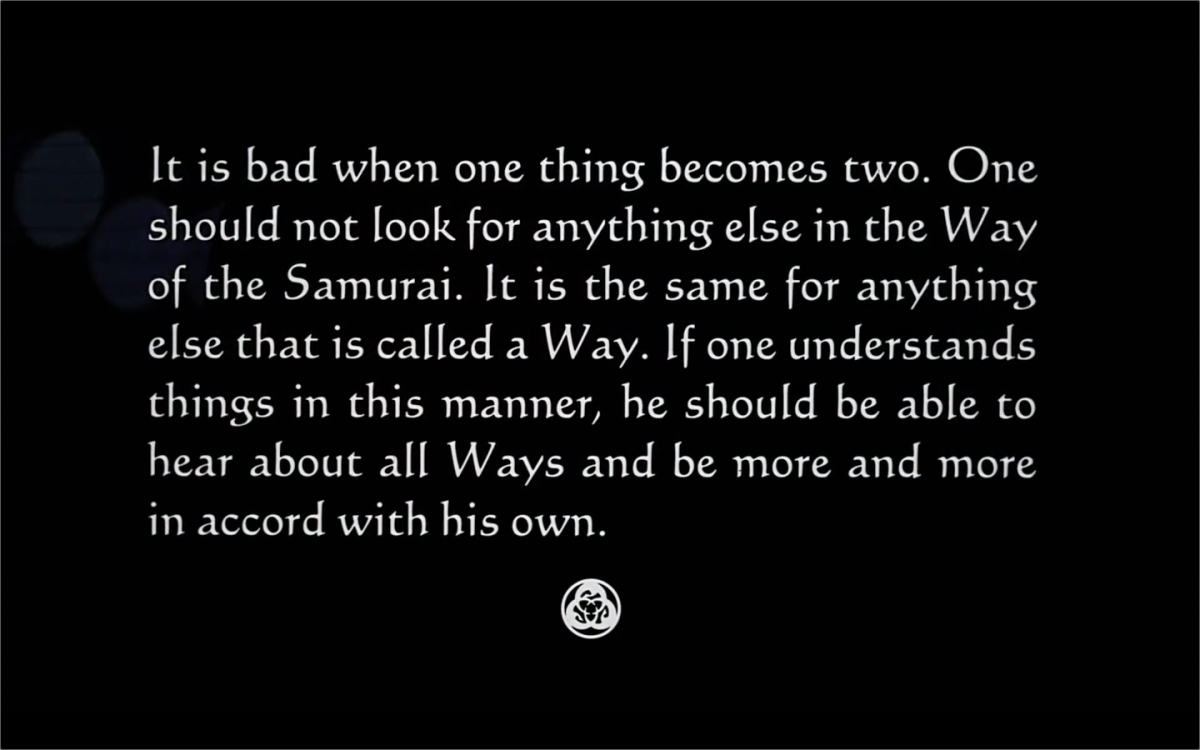 It is bad when one thing becomes two. One
should not look for anything else in the Way
of the Samurai. It is the same for anything
else that is called a Way. If one understands
things in this manner, he should be able to
hear about all Ways and be more and more
in accord with his own.